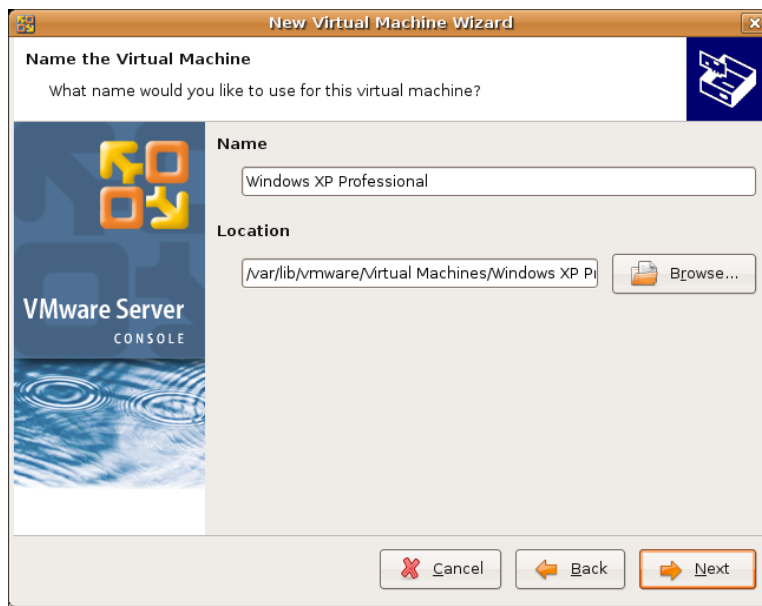 New Virtual Machine Wizard
Name the Virtual Machine
What name would you like to use for this virtual machine?
Name
Windows XP Professional
Location
/var/lib/vmware/Virtual Machines/Windows XP Pr
Browse...
VMware Server
CONSOLE
Cancel
Back
Next